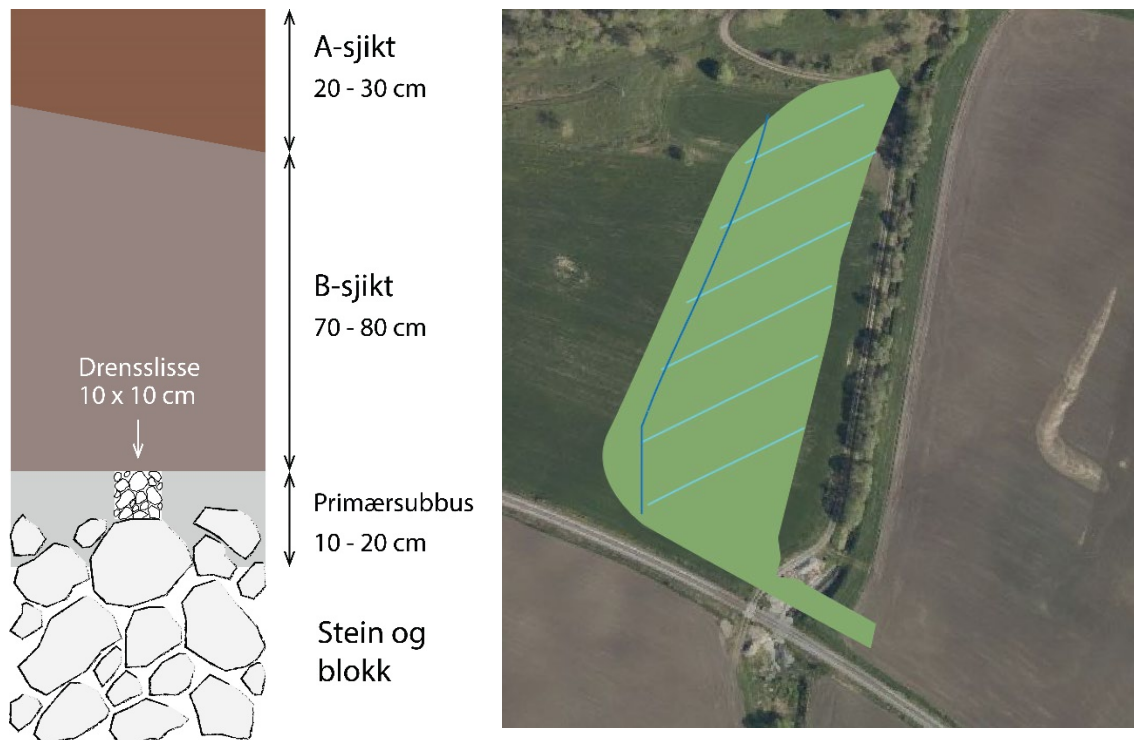 A-sjikt
20 - 30 cm
B-sjikt
70 - 80 cm
Drensslisse
10 x 10 cm
Primærsubbus
10 - 20 cm
Stein og
blokk